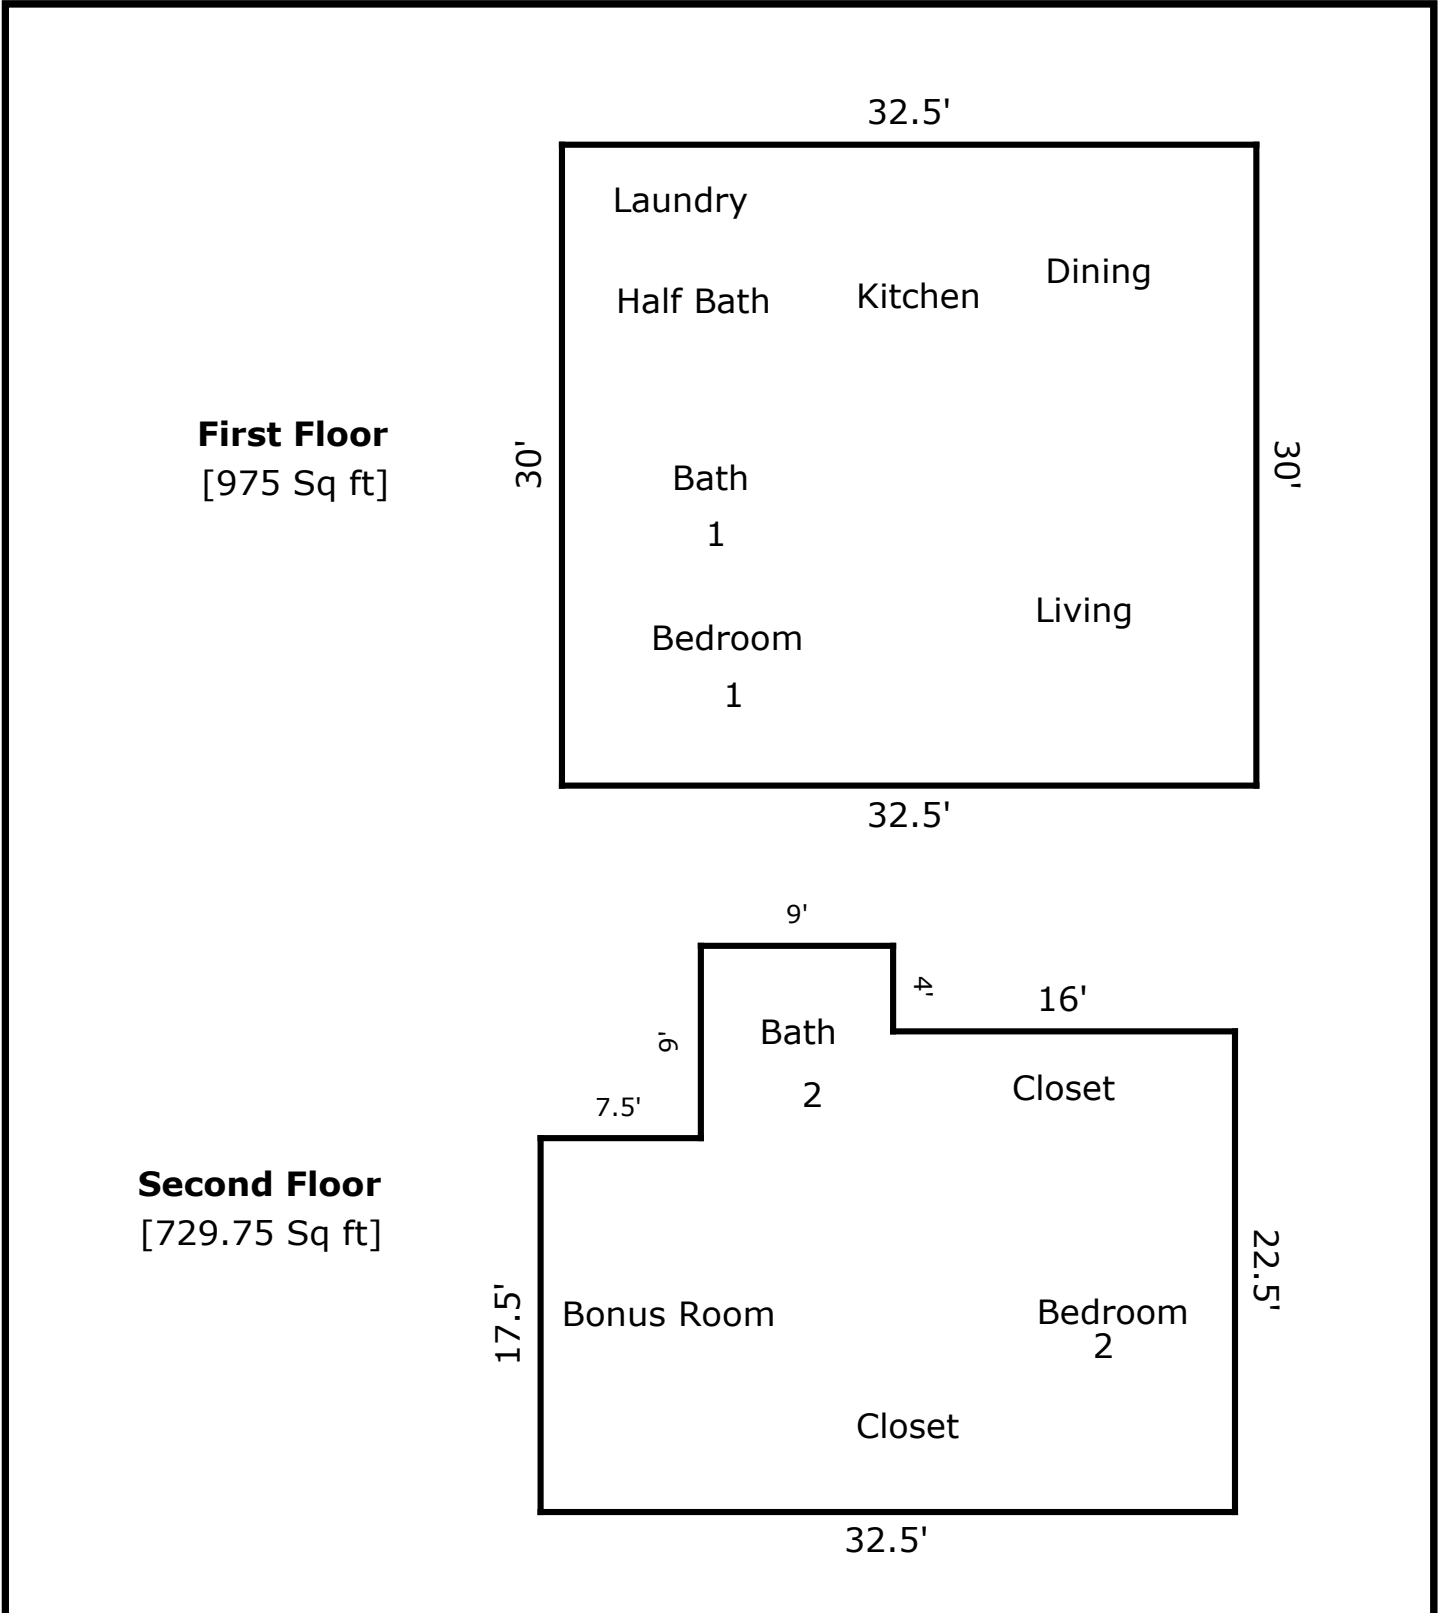 32.5'
Laundry
Dining
Half Bath
Kitchen
First Floor
[975 Sq ft]
30'
30'
Bath
1
Living
Bedroom
1
32.5'
9'
4'
16'
9'
Bath
2
Closet
7.5'
Second Floor
[729.75 Sq ft]
17.5'
22.5'
Bonus Room
Bedroom
2
Closet
32.5'